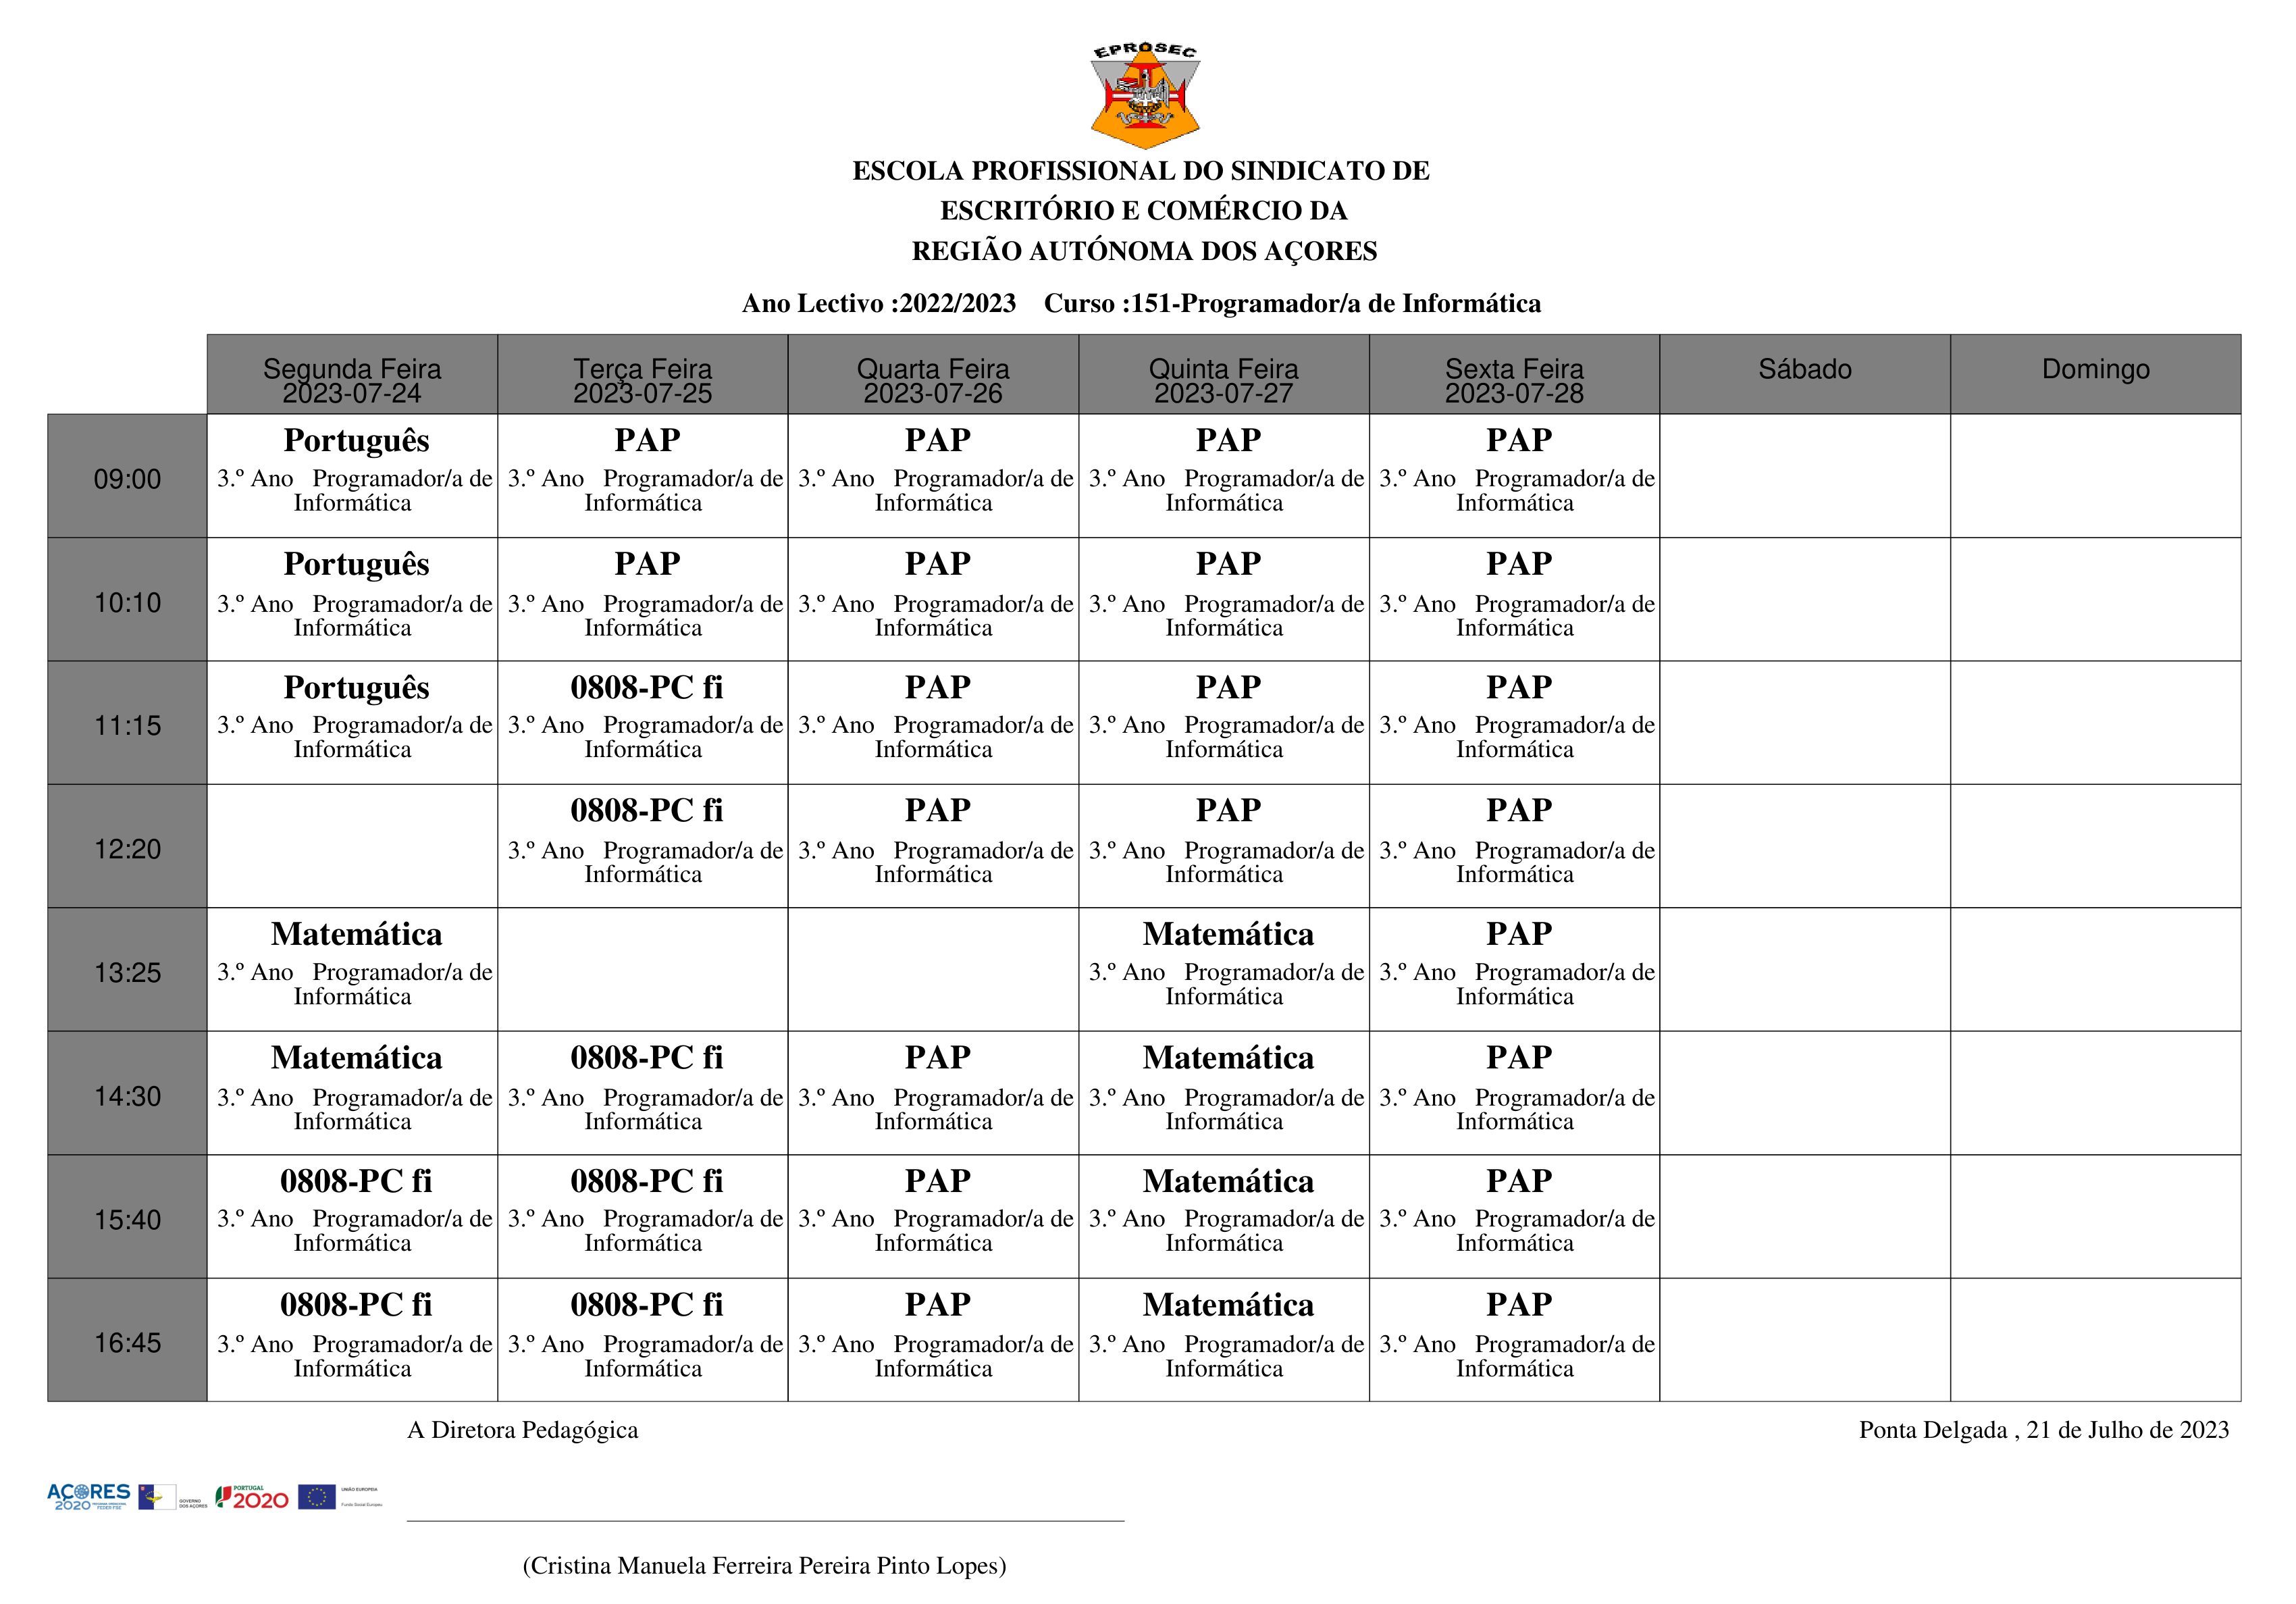 EPROSEC
ESCOLA PROFISSIONAL DO SINDICATO DE
ESCRITÓRIO E COMÉRCIO DA
REGIÃO AUTÓNOMA DOS AÇORES
Ano Lectivo :2022/2023 Curso :151-Programador/a de Informática
Segunda Feira Terça Feira Quarta Feira Quinta Feira Sexta Feira Sábado Domingo
2023-07-24 2023-07-25 2023-07-26 2023-07-27 2023-07-28
Português PAP PAP PAP PAP
09:00 3.º Ano Programador/a de 3.º Ano Programador/a de 3.º Ano Programador/a de 3.º Ano Programador/a de 3.º Ano Programador/a de
Informática Informática Informática Informática Informática
Português PAP PAP PAP PAP
10:10 3.º Ano Programador/a de 3.º Ano Programador/a de 3.º Ano Programador/a de 3.º Ano Programador/a de 3.º Ano Programador/a de
Informática Informática Informática Informática Informática
Português 0808-PC fi PAP PAP PAP
11:15 3.º Ano Programador/a de 3.º Ano Programador/a de 3.º Ano Programador/a de 3.º Ano Programador/a de 3.º Ano Programador/a de
Informática Informática Informática Informática Informática
0808-PC fi PAP PAP PAP
12:20 3.º Ano Programador/a de 3.º Ano Programador/a de 3.º Ano Programador/a de 3.º Ano Programador/a de
Informática Informática Informática Informática
Matemática Matemática PAP
13:25 3.º Ano Programador/a de 3.º Ano Programador/a de 3.º Ano Programador/a de
Informática Informática Informática
Matemática 0808-PC fi PAP Matemática PAP
14:30 3.º Ano Programador/a de 3.º Ano Programador/a de 3.º Ano Programador/a de 3.º Ano Programador/a de 3.º Ano Programador/a de
Informática Informática Informática Informática Informática
0808-PC fi 0808-PC fi PAP Matemática PAP
15:40 3.º Ano Programador/a de 3.º Ano Programador/a de 3.º Ano Programador/a de 3.º Ano Programador/a de 3.º Ano Programador/a de
Informática Informática Informática Informática Informática
0808-PC fi 0808-PC fi PAP Matemática PAP
16:45 3.º Ano Programador/a de 3.º Ano Programador/a de 3.º Ano Programador/a de 3.º Ano Programador/a de 3.º Ano Programador/a de
Informática Informática Informática Informática Informática
A Diretora Pedagógica Ponta Delgada , 21 de Julho de 2023
AÇORES 2020
GOVERNO DOS AÇORES
PORTUGAL 2020
UNIÃO EUROPEIA
Fundo Social Europeu
(Cristina Manuela Ferreira Pereira Pinto Lopes)